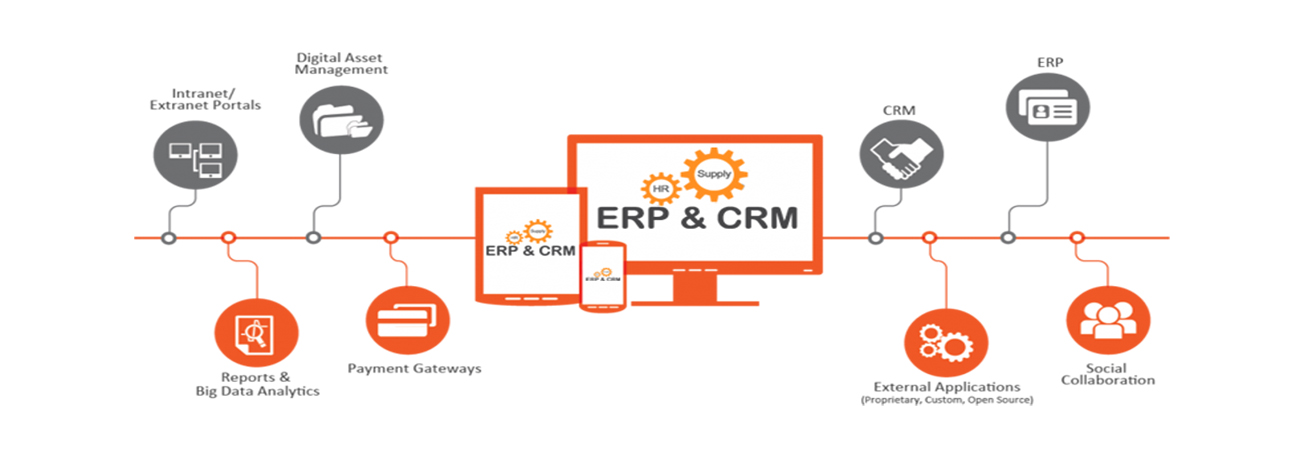 Digital Asset
Management
Intranet/
Extranet Portals
Reports &
Big Data Analytics
Payment Gateways
HR
Supply
ERP & CRM
HR
Supply
ERP & CRM
ERP & CRM
CRM
ERP
External Applications
(Proprietary, Custom, Open Source)
Social
Collaboration